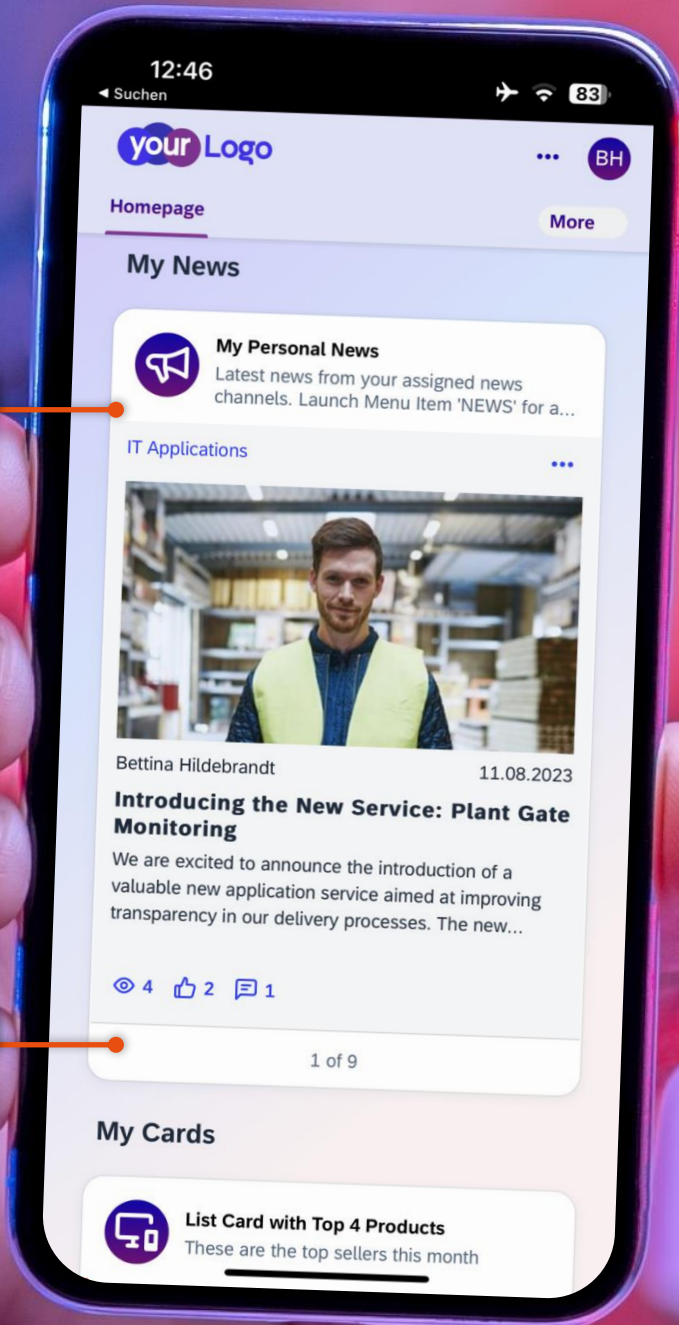 12:46
◄ Suchen
83
your Logo
BH
Homepage
More
My News
My Personal News
Latest news from your assigned news
channels. Launch Menu Item 'NEWS' for a...
IT Applications
Bettina Hildebrandt
11.08.2023
Introducing the New Service: Plant Gate
Monitoring
We are excited to announce the introduction of a
valuable new application service aimed at improving
transparency in our delivery processes. The new...
4
2
1
1 of 9
My Cards
List Card with Top 4 Products
These are the top sellers this month